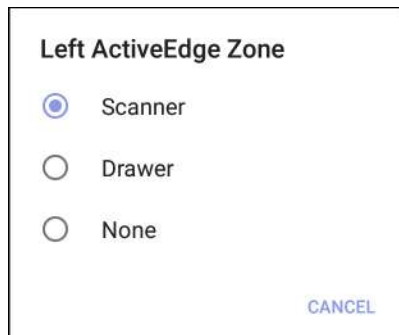 Left ActiveEdge Zone
Scanner
Drawer
None
CANCEL